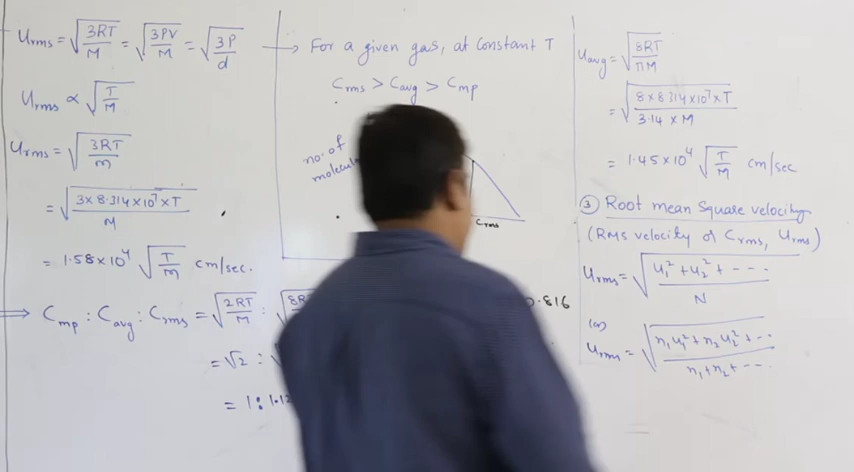 Urms = √(3RT/M) = √(3PV/M) = √(3P/d)
Urms ∝ √(T/M)
Urms = √(3RT/m)
= √(3×8.314×10⁷×T/M)
= 1.58×10⁴ √(T/M) cm/sec.
⇒ Cmp : Cavg : Crms = √(2RT/M) : √(8R
= √2 : √
= 1 : 1.12
→ For a given gas, at Constant T
Crms > Cavg > Cmp
no. of
Crms
0.816
Uavg = √(8RT/ΠM)
= √(8×8.314×10⁷×T/3.14×M)
= 1.45×10⁴ √(T/M) cm/sec
③ Root mean Square velocity
(RMS velocity or Crms, Urms)
Urms = √(U₁²+U₂²+---./N)
(or)
Urms = √(n₁U₁²+n₂U₂²+--/n₁+n₂+---)